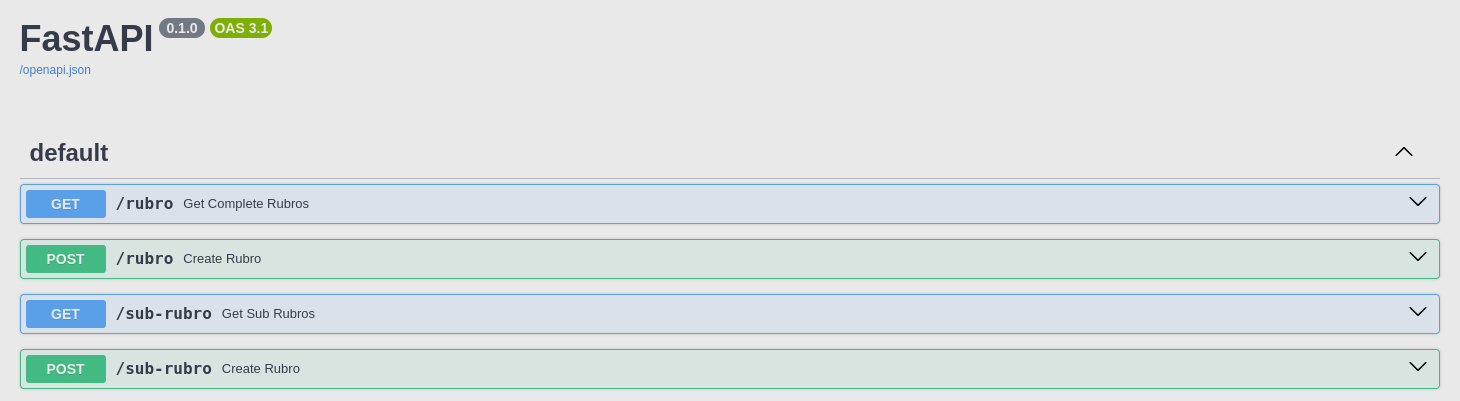 FastAPI 0.1.0 OAS 3.1
/openapi.json
default
GET /rubro Get Complete Rubros
POST /rubro Create Rubro
GET /sub-rubro Get Sub Rubros
POST /sub-rubro Create Rubro